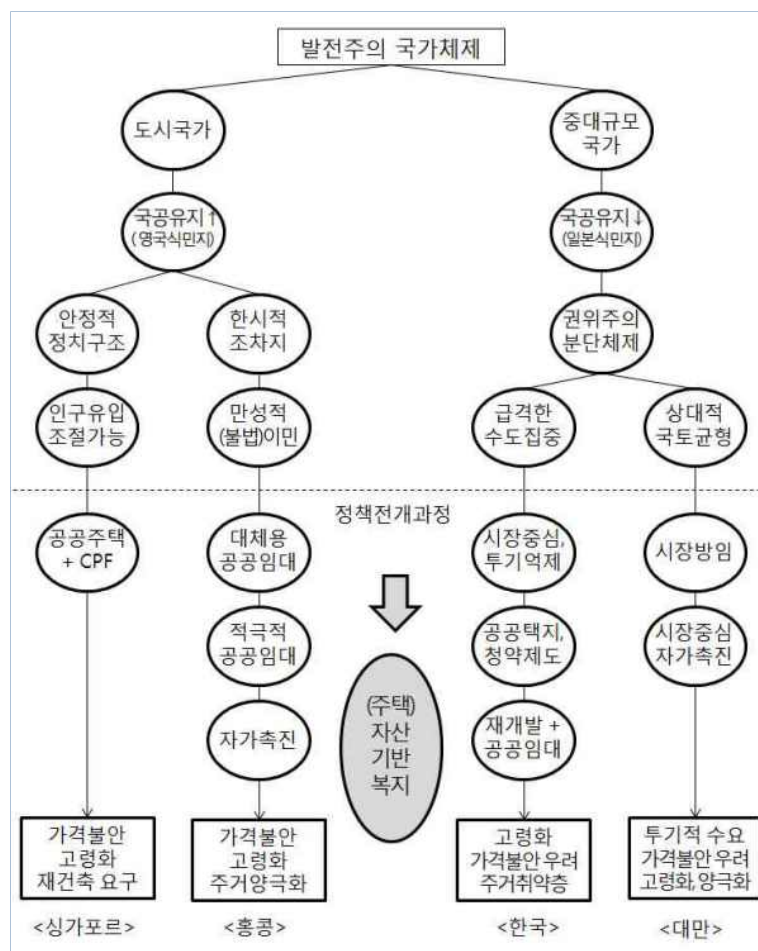 발전주의 국가체제
도시국가
중대규모
국가
국공유지↑
(영국식민지)
국공유지↓
(일본식민지)
안정적
정치구조
한시적
조차지
권위주의
분단체제
인구유입
조절가능
만성적
(불법)이민
급격한
수도집중
상대적
국토균형
정책전개과정
공공주택
+ CPF
대체용
공공임대
시장중심,
투기억제
시장방임
적극적
공공임대
공공택지,
청약제도
시장중심
자가촉진
(주택)
자산
기반
복지
자가촉진
재개발 +
공공임대
가격불안
고령화
재건축 요구
가격불안
고령화
주거양극화
고령화
가격불안 우려
주거취약층
투기적 수요
가격불안 우려
고령화, 양극화
<싱가포르>
<홍콩>
<한국>
<대만>